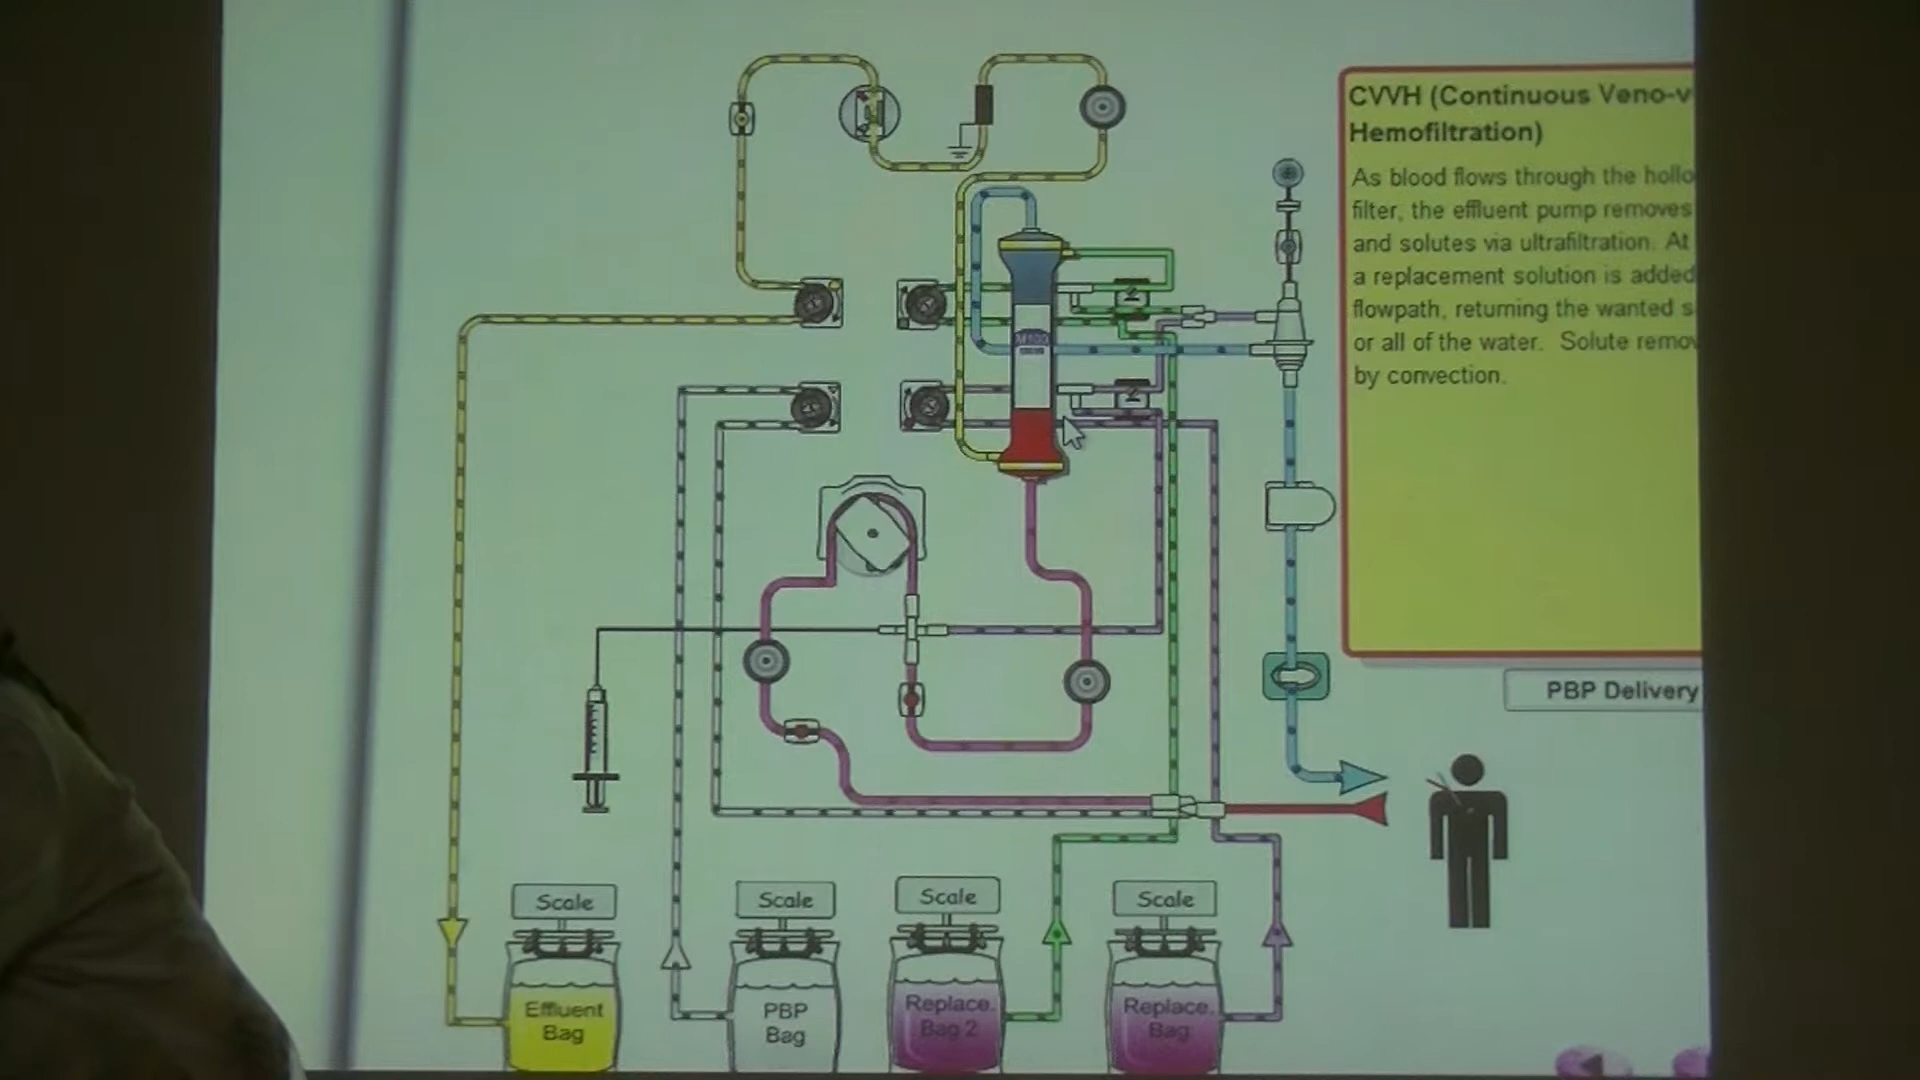 CVVH (Continuous Veno-v
Hemofiltration)
As blood flows through the hollo
filter, the effluent pump removes
and solutes via ultrafiltration. At
a replacement solution is added
flowpath, returning the wanted s
or all of the water. Solute remov
by convection.
M100
PBP Delivery
Scale
Scale
Scale
Scale
Effluent
Bag
PBP
Bag
Replace.
Bag 2
Replace.
Bag